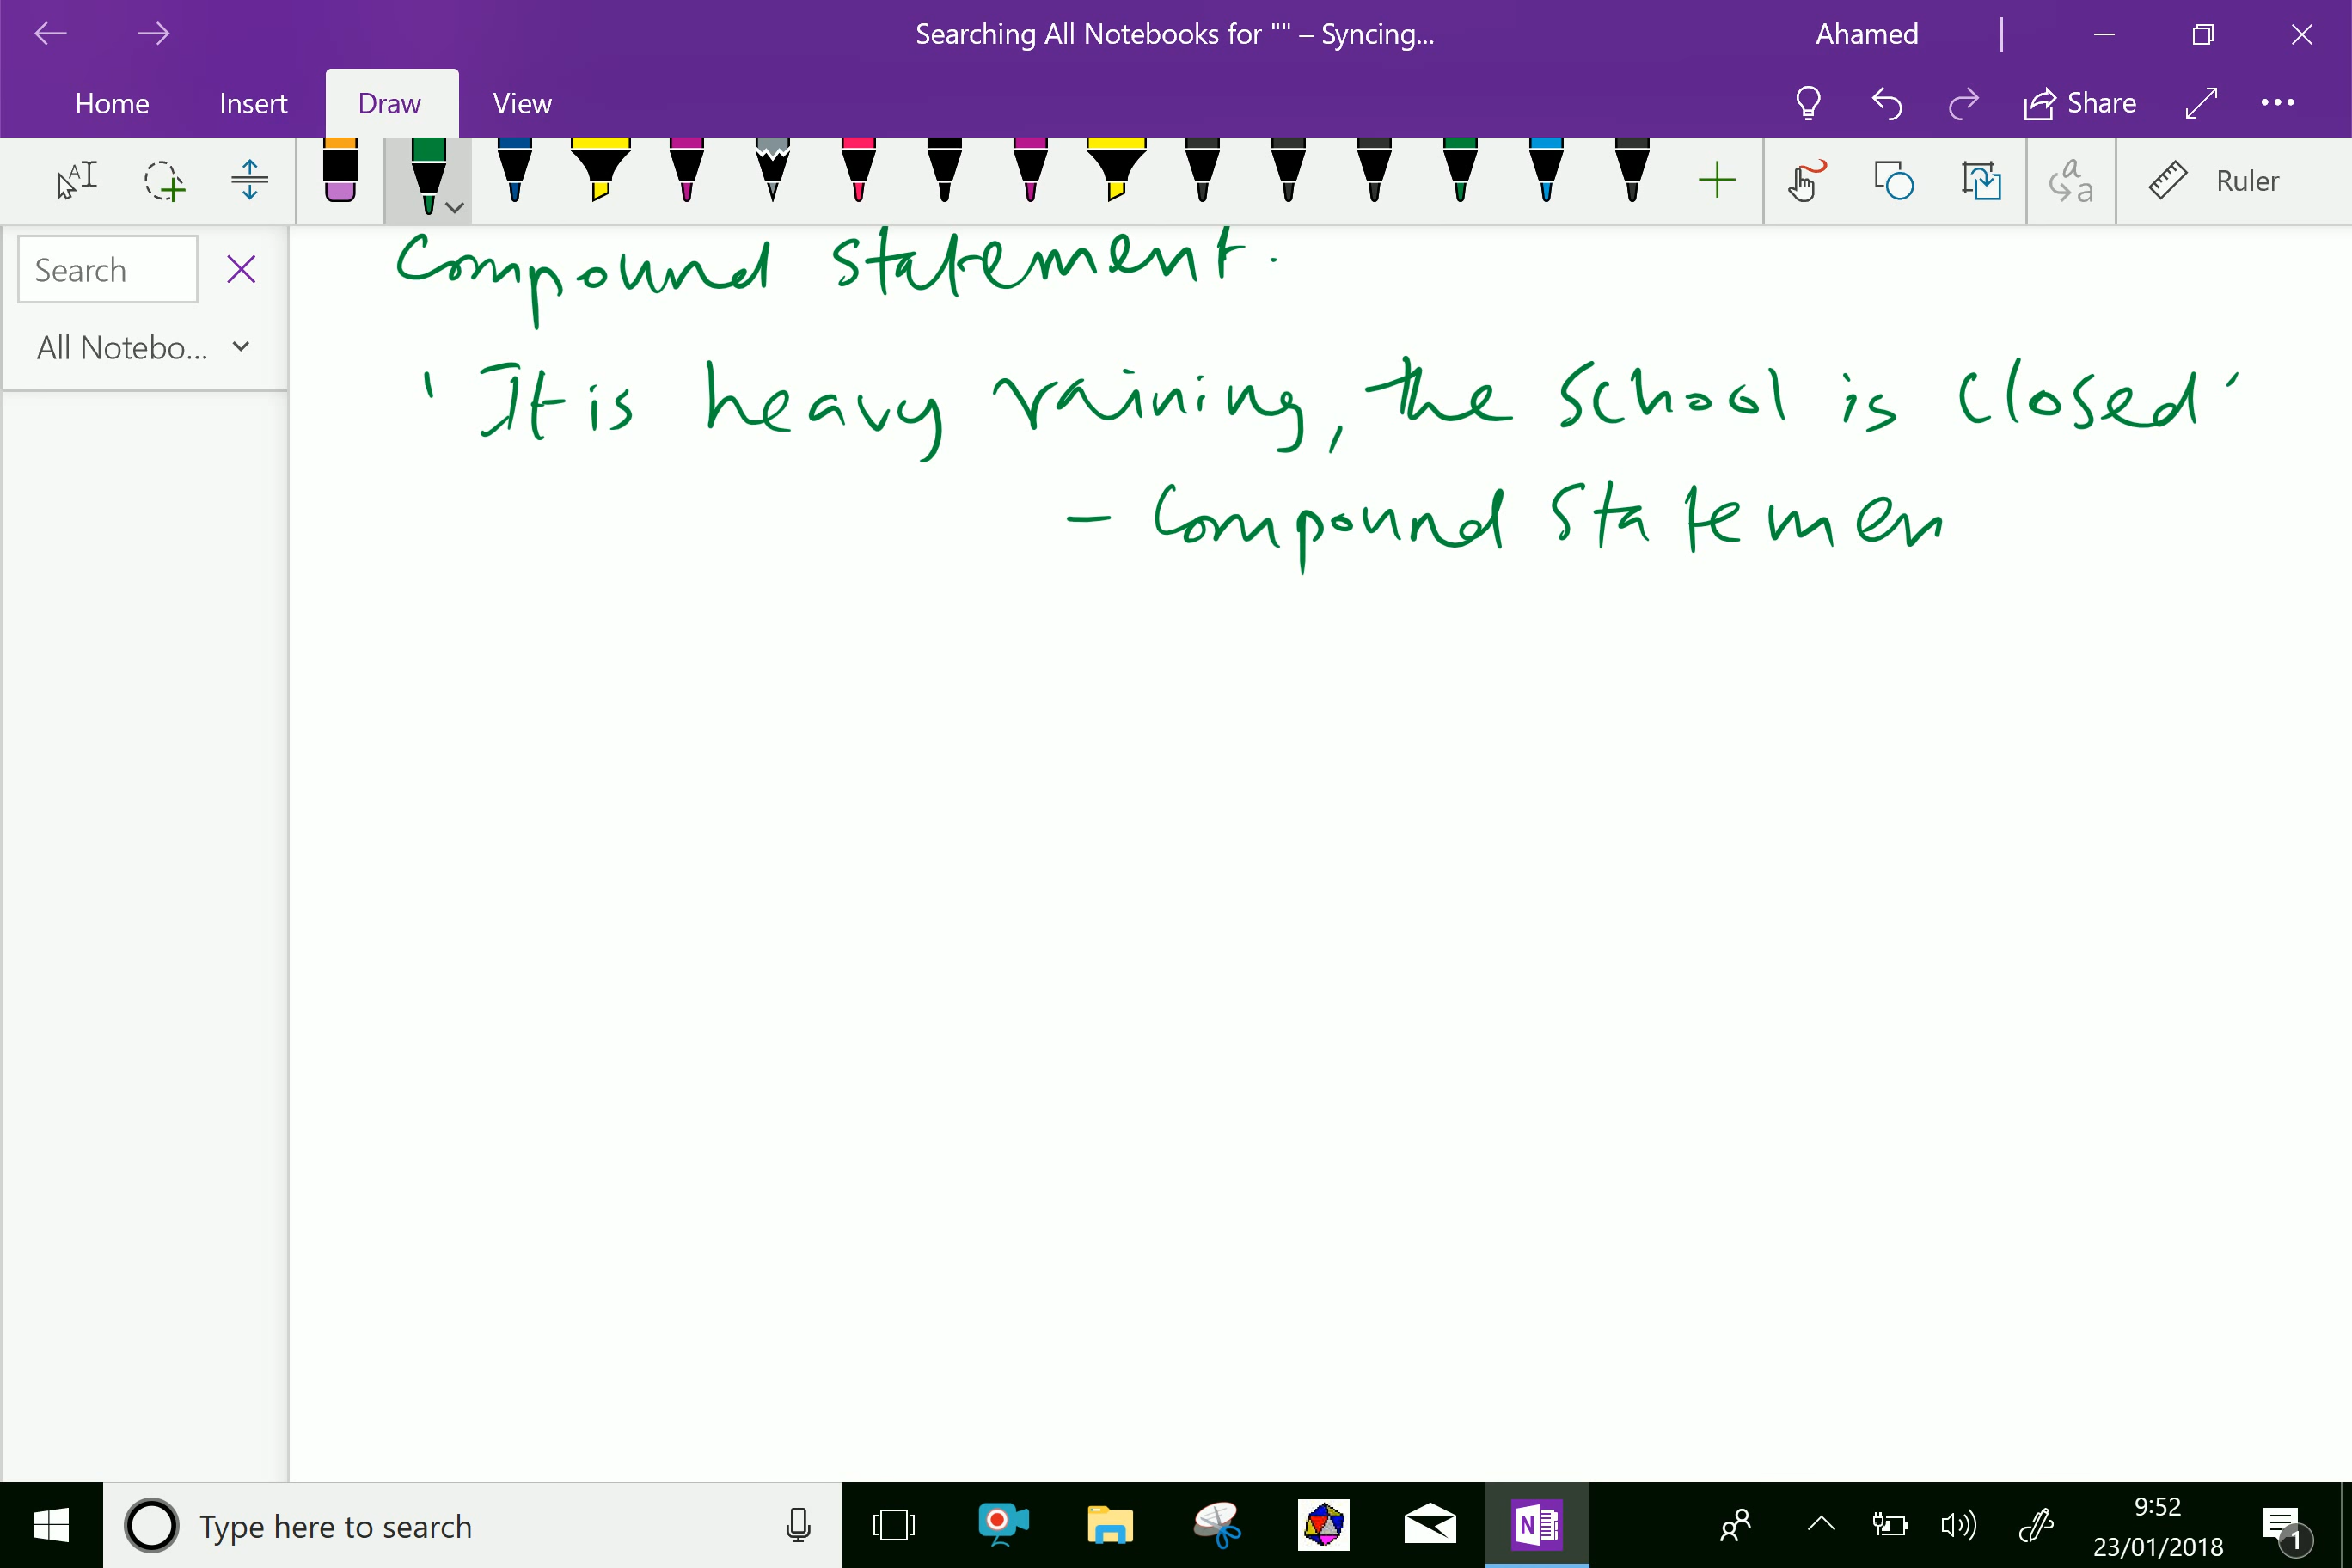 Searching All Notebooks for "" – Syncing...
Ahamed
Home Insert Draw View
Share
Ruler
Search
All Notebo...
Compound statement.
' It is heavy raining, the school is closed '
– Compound Statemen
Type here to search
N
9:52
23/01/2018
1